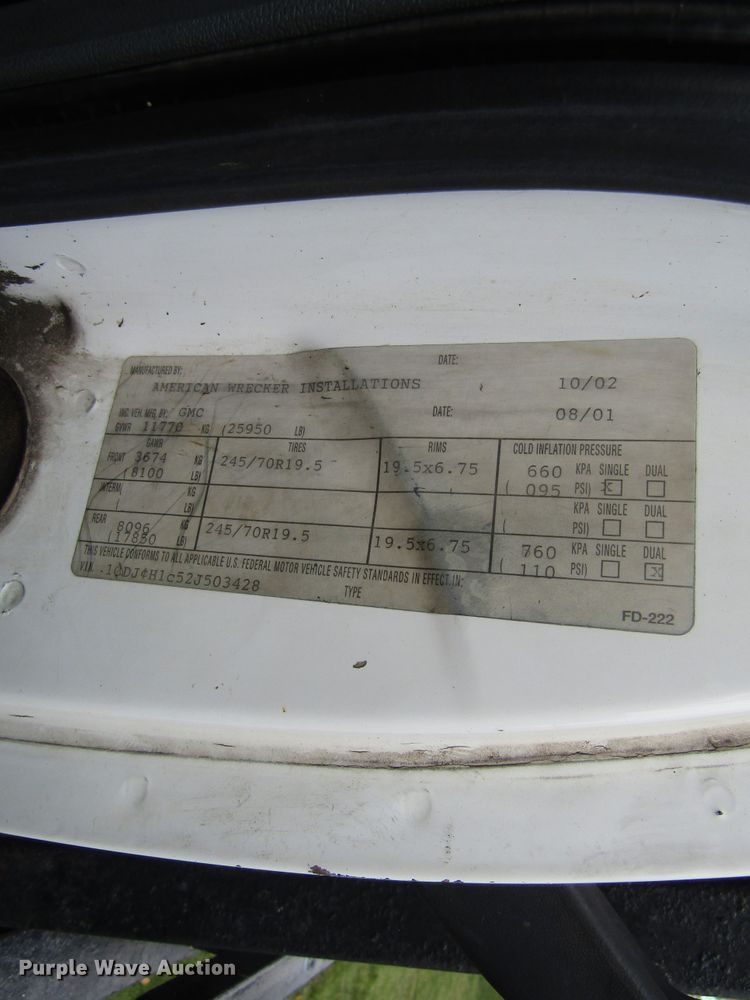 MANUFACTURED BY: DATE:
AMERICAN WRECKER INSTALLATIONS 10/02
INC. VEH. MFG. BY: GMC DATE: 08/01
GVWR 11770 KG (25950 LB)
GAWR TIRES RIMS COLD INFLATION PRESSURE
FRONT 3674 KG 245/70R19.5 19.5x6.75 660 KPA SINGLE DUAL
(8100 LB) ( 095 PSI) X
INTERM KG KPA SINGLE DUAL
( LB) ( PSI)
REAR 8096 KG 245/70R19.5 19.5x6.75 760 KPA SINGLE DUAL
(17850 LB) ( 110 PSI) X
THIS VEHICLE CONFORMS TO ALL APPLICABLE U.S. FEDERAL MOTOR VEHICLE SAFETY STANDARDS IN EFFECT IN:
V.I.N. TYPE
FD-222
Purple Wave Auction